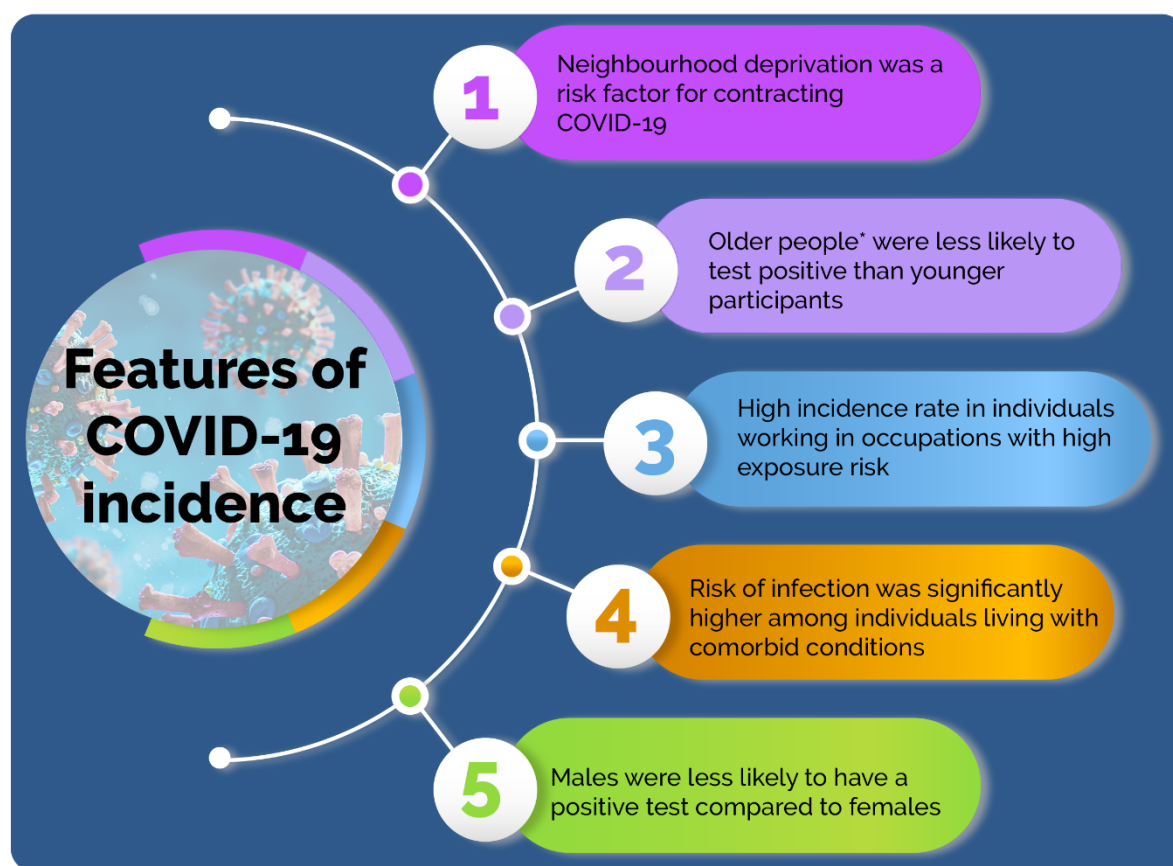 Features of
COVID-19
incidence
1
Neighbourhood deprivation was a
risk factor for contracting
COVID-19
2
Older people* were less likely to
test positive than younger
participants
3
High incidence rate in individuals
working in occupations with high
exposure risk
4
Risk of infection was significantly
higher among individuals living with
comorbid conditions
5
Males were less likely to have a
positive test compared to females